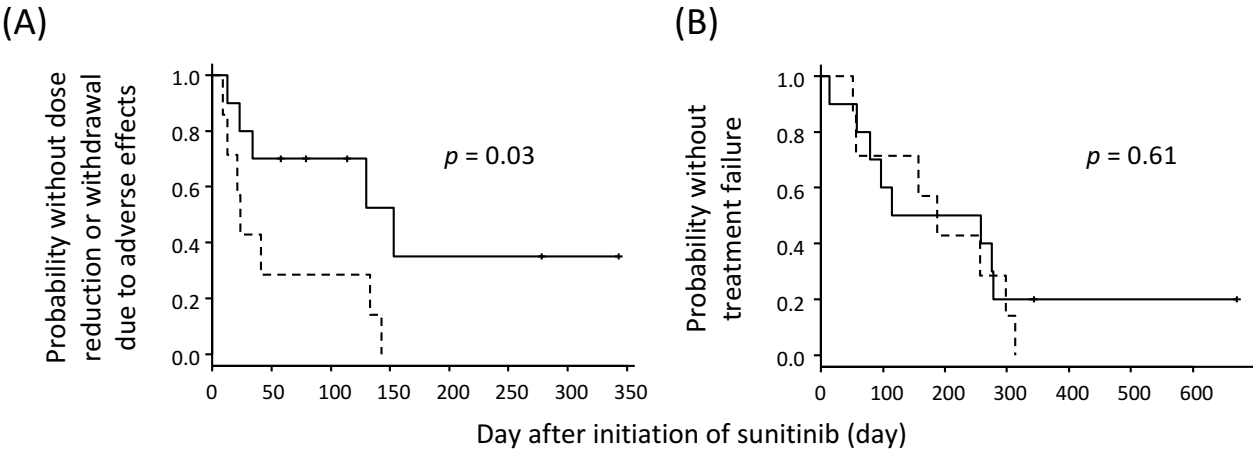 (A)
Probability without dose
reduction or withdrawal
due to adverse effects
1.0
0.8
0.6
0.4
0.2
0.0
p = 0.03
0 50 100 150 200 250 300 350
(B)
Probability without
treatment failure
1.0
0.8
0.6
0.4
0.2
0.0
p = 0.61
0 100 200 300 400 500 600
Day after initiation of sunitinib (day)